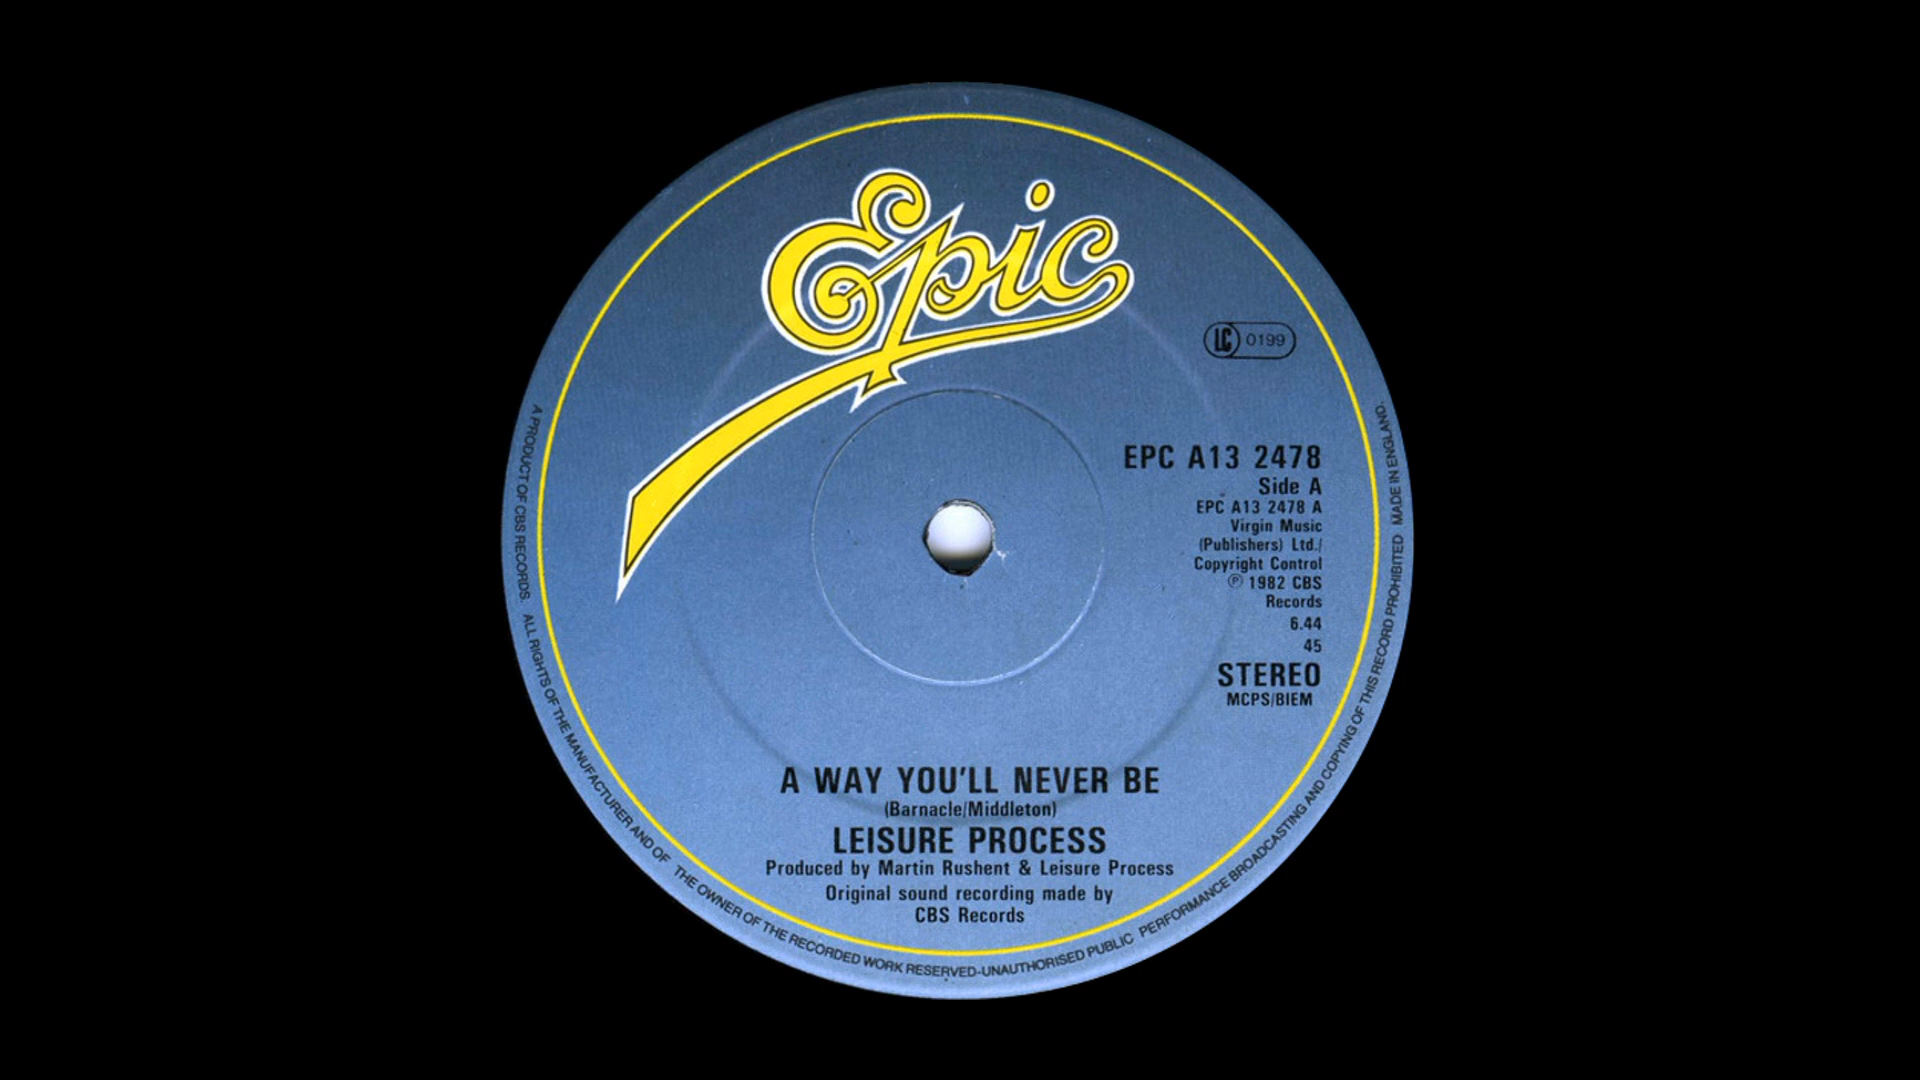 Epic
LC 0199
EPC A13 2478
Side A
EPC A13 2478 A
Virgin Music
(Publishers) Ltd./
Copyright Control
℗ 1982 CBS
Records
6.44
45
STEREO
MCPS/BIEM
A WAY YOU'LL NEVER BE
(Barnacle/Middleton)
LEISURE PROCESS
Produced by Martin Rushent & Leisure Process
Original sound recording made by
CBS Records
A PRODUCT OF CBS RECORDS. ALL RIGHTS OF THE MANUFACTURER AND OF THE OWNER OF THE RECORDED WORK RESERVED-UNAUTHORISED PUBLIC PERFORMANCE BROADCASTING AND COPYING OF THIS RECORD PROHIBITED MADE IN ENGLAND.